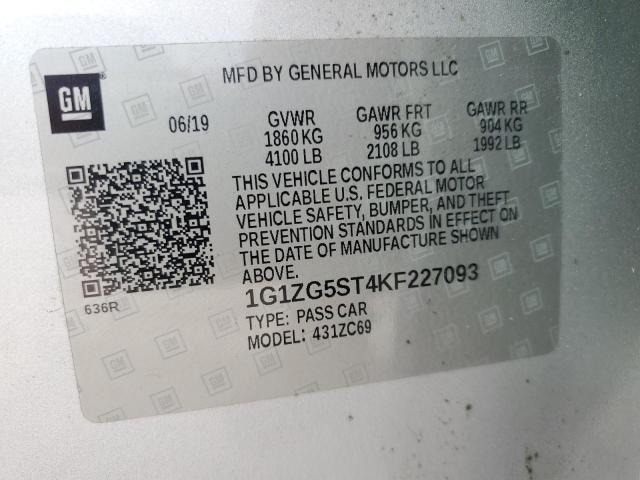 MFD BY GENERAL MOTORS LLC
GM
06/19 GVWR GAWR FRT GAWR RR
1860 KG 956 KG 904 KG
4100 LB 2108 LB 1992 LB
THIS VEHICLE CONFORMS TO ALL
APPLICABLE U.S. FEDERAL MOTOR
VEHICLE SAFETY, BUMPER, AND THEFT
PREVENTION STANDARDS IN EFFECT ON
THE DATE OF MANUFACTURE SHOWN
ABOVE.
636R
1G1ZG5ST4KF227093
TYPE: PASS CAR
MODEL: 431ZC69